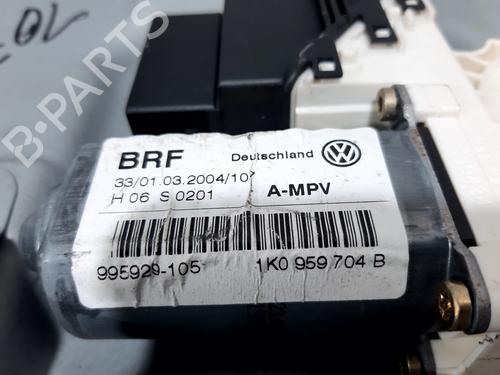 BRF Deutschland
33/01.03.2004/10
H 06 S 0201 A-MPV
995929-105 1K0 959 704 B
B-PARTS